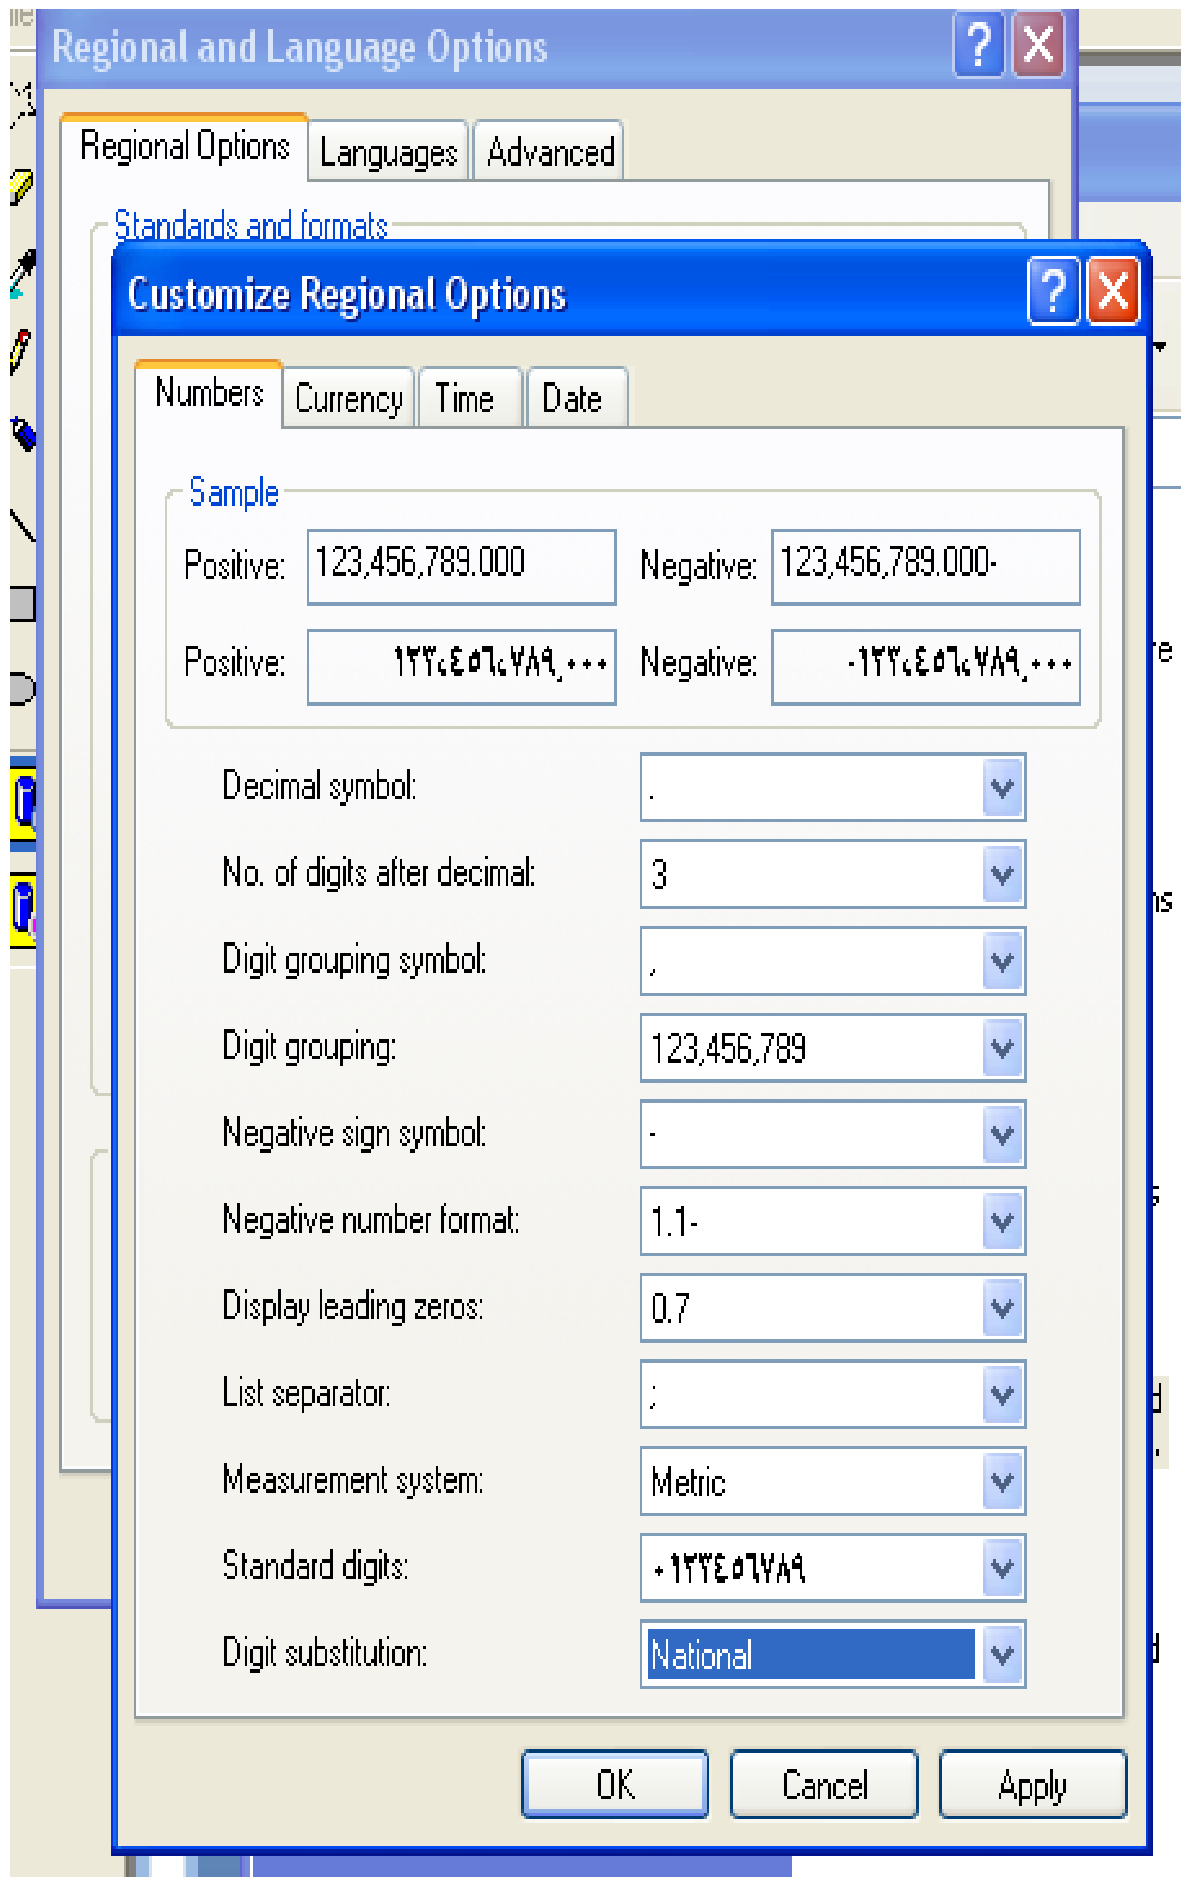 Regional and Language Options
Regional Options
Languages
Advanced
Standards and formats
Customize Regional Options
Numbers
Currency
Time
Date
Sample
Positive: 123,456,789.000 Negative: 123,456,789.000-
Positive: ١٢٣،٤٥٦،٧٨٩٫٠٠٠ Negative: -١٢٣،٤٥٦،٧٨٩٫٠٠٠
Decimal symbol: .
No. of digits after decimal: 3
Digit grouping symbol: ,
Digit grouping: 123,456,789
Negative sign symbol: -
Negative number format: 1.1-
Display leading zeros: 0.7
List separator: ;
Measurement system: Metric
Standard digits: ٠١٢٣٤٥٦٧٨٩
Digit substitution: National
OK
Cancel
Apply